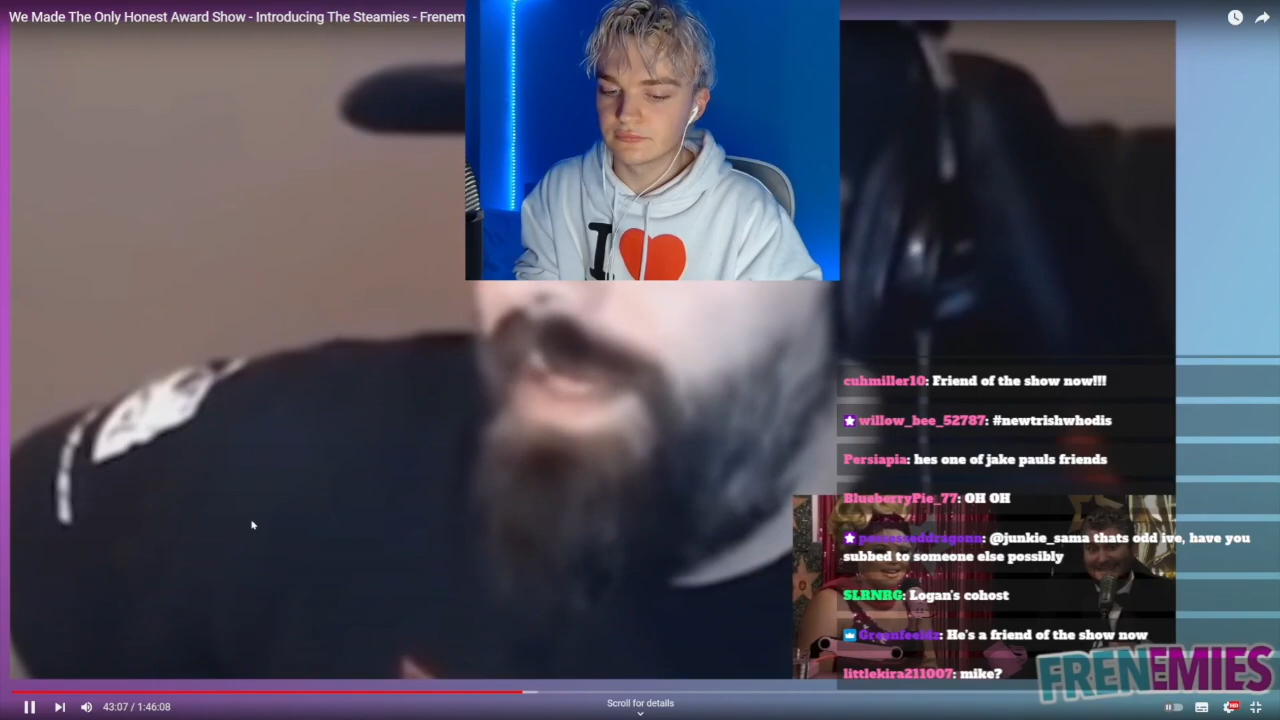 We Made The Only Honest Award Show - Introducing The Steamies - Frenem
I
cuhmiller10: Friend of the show now!!!
willow_bee_52787: #newtrishwhodis
Persiapia: hes one of jake pauls friends
BlueberryPie_77: OH OH
possesseddragonn: @junkie_sama thats odd ive, have you
subbed to someone else possibly
SLRNRG: Logan's cohost
Greenfeeldz: He's a friend of the show now
littlekira211007: mike?
FRENEMIES
43:07 / 1:46:08
Scroll for details
HD